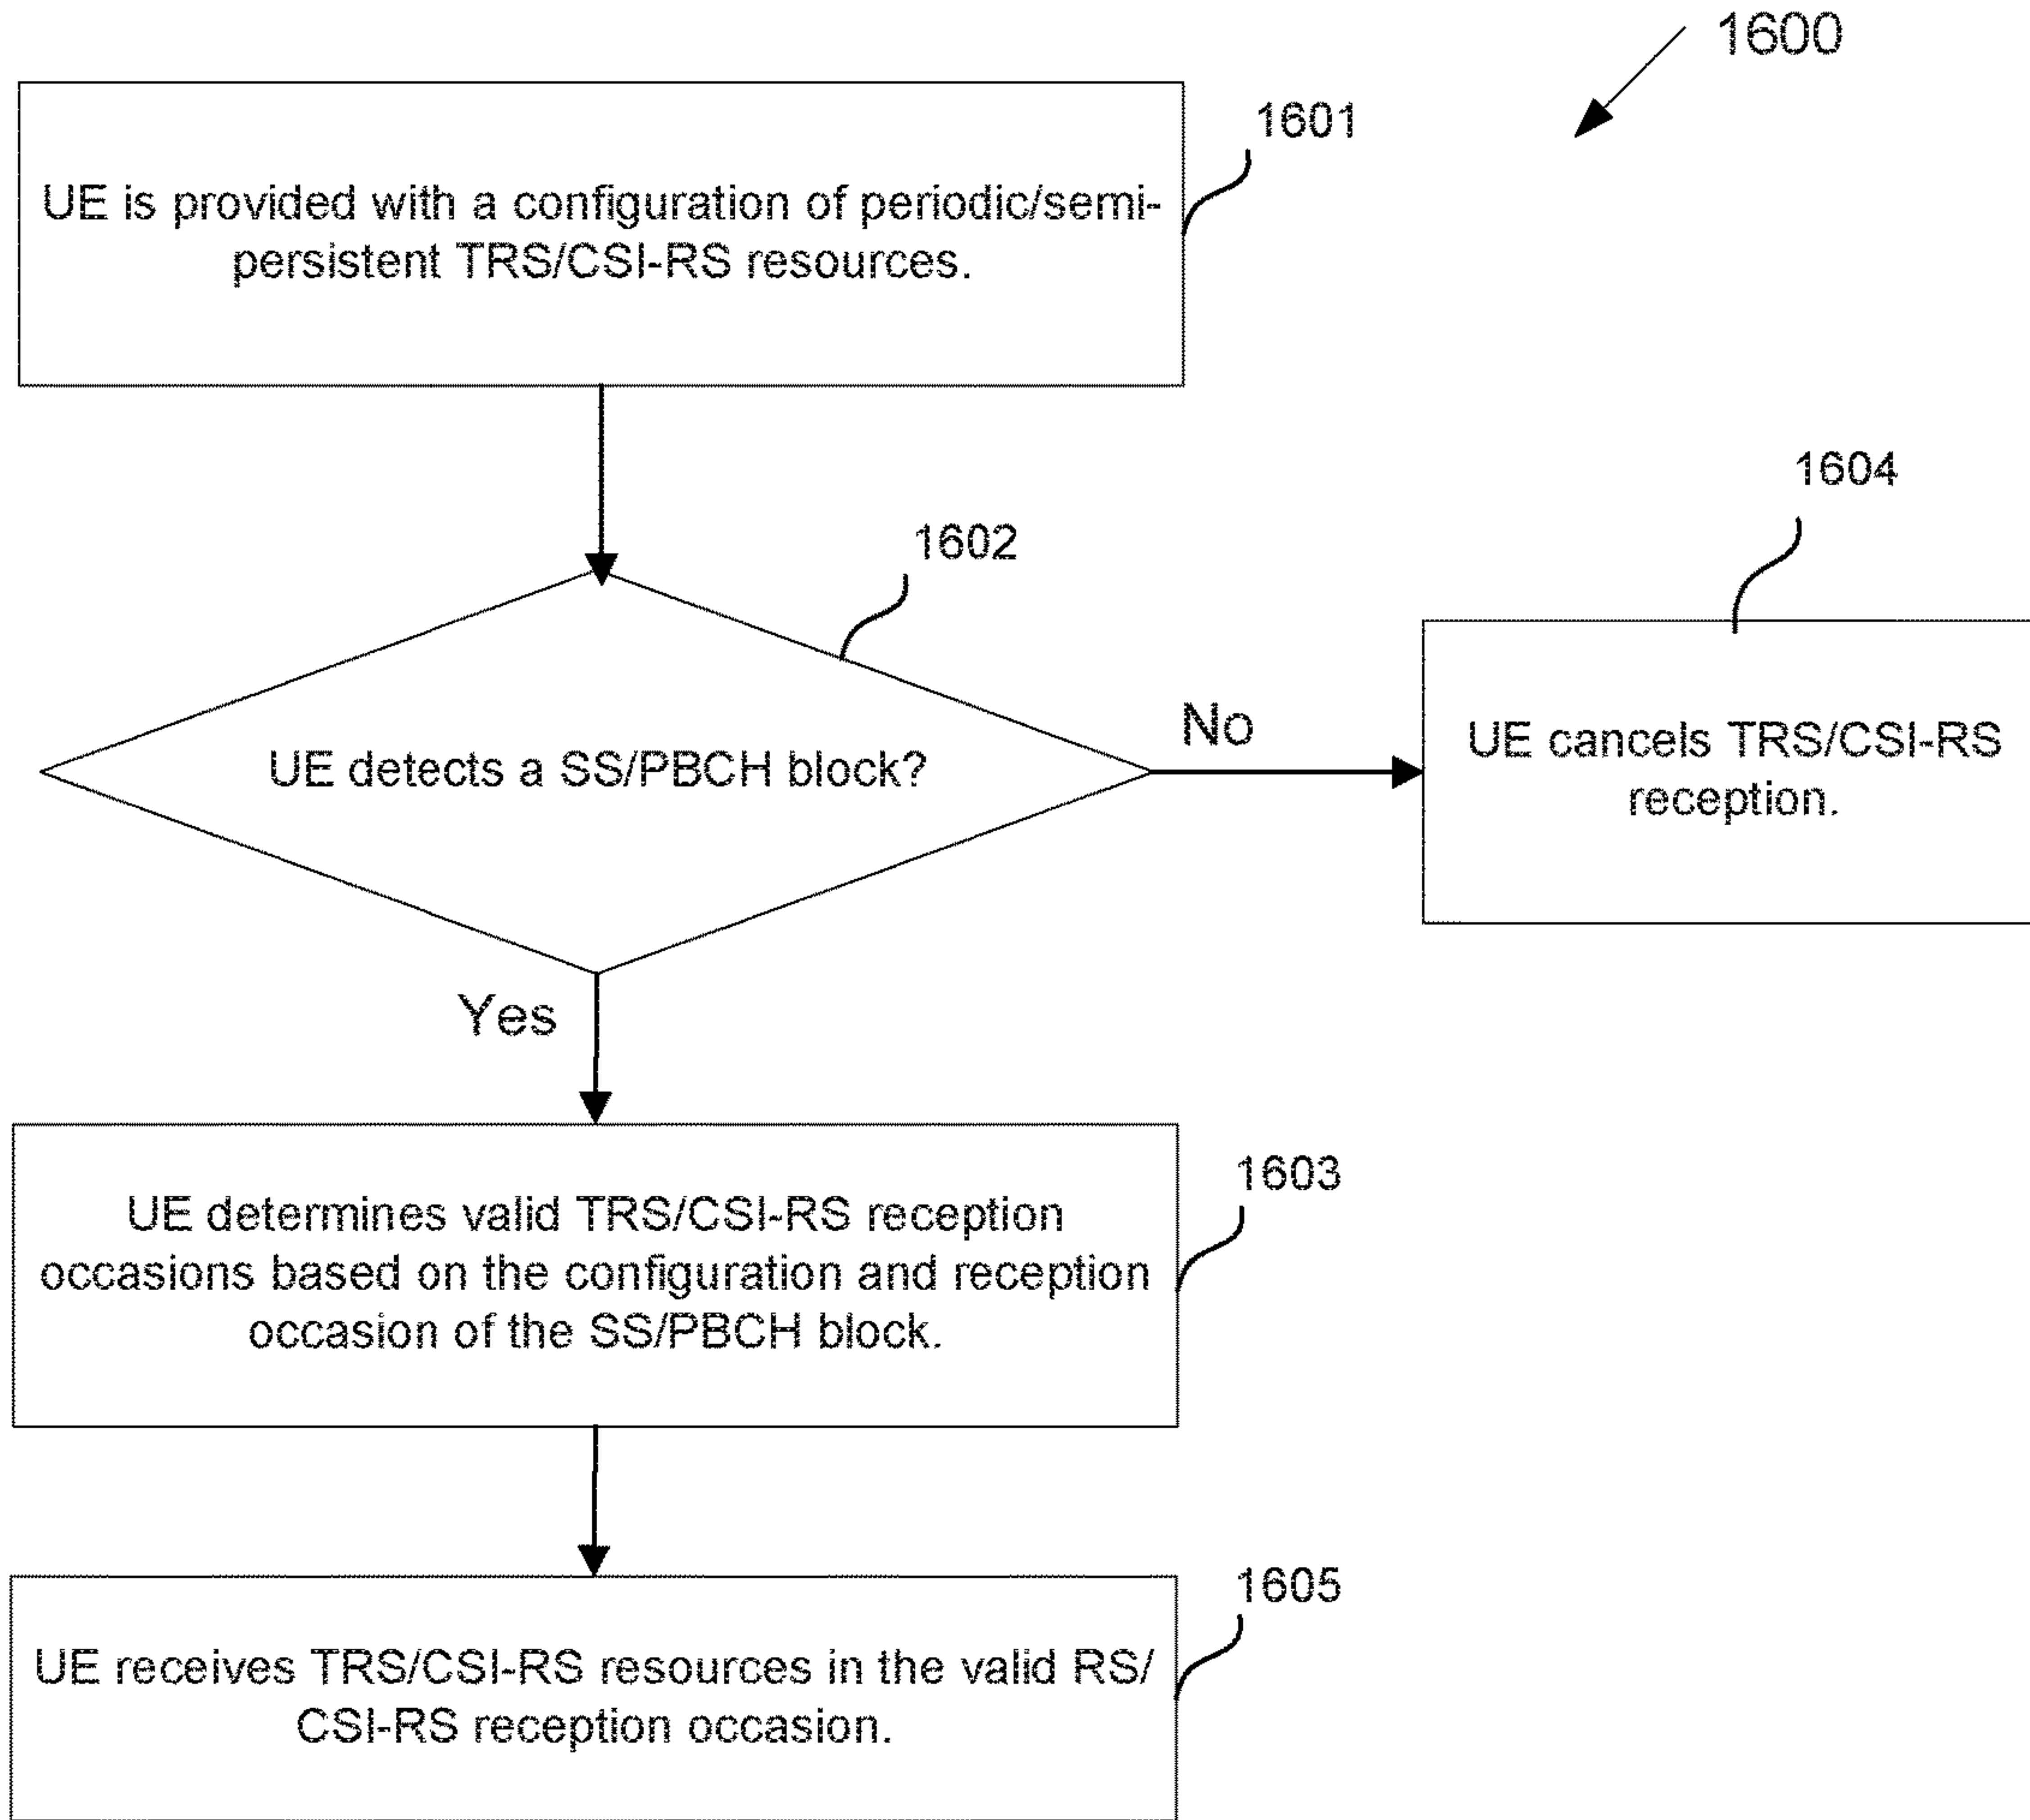 1600
1601
UE is provided with a configuration of periodic/semi-
persistent TRS/CSI-RS resources.
1602
UE detects a SS/PBCH block?
No
1604
UE cancels TRS/CSI-RS
reception.
Yes
1603
UE determines valid TRS/CSI-RS reception
occasions based on the configuration and reception
occasion of the SS/PBCH block.
1605
UE receives TRS/CSI-RS resources in the valid RS/
CSI-RS reception occasion.